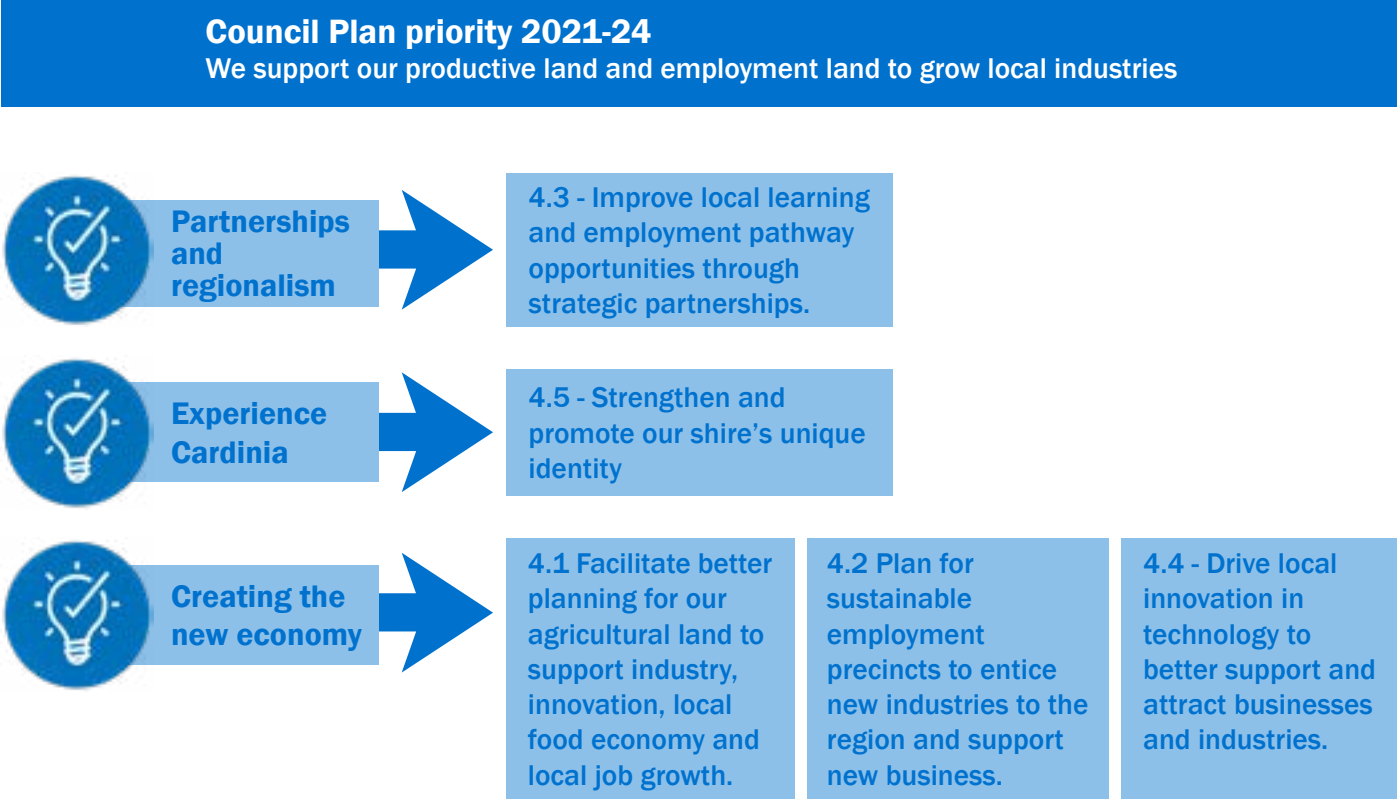 Council Plan priority 2021-24
We support our productive land and employment land to grow local industries
Partnerships
and
regionalism
4.3 - Improve local learning
and employment pathway
opportunities through
strategic partnerships.
Experience
Cardinia
4.5 - Strengthen and
promote our shire’s unique
identity
Creating the
new economy
4.1 Facilitate better
planning for our
agricultural land to
support industry,
innovation, local
food economy and
local job growth.
4.2 Plan for
sustainable
employment
precincts to entice
new industries to the
region and support
new business.
4.4 - Drive local
innovation in
technology to
better support and
attract businesses
and industries.